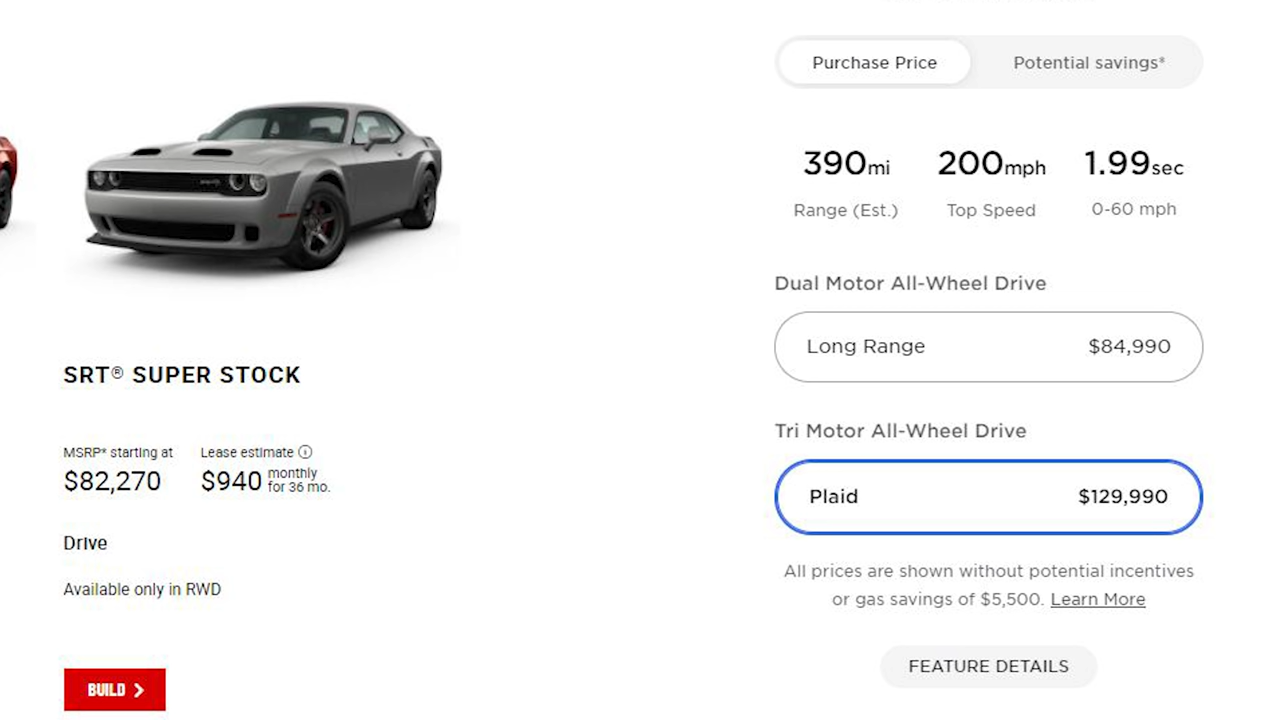 SRT® SUPER STOCK
MSRP* starting at
$82,270
Lease estimate ⓘ
$940 monthly
for 36 mo.
Drive
Available only in RWD
BUILD >
Purchase Price
Potential savings*
390mi
Range (Est.)
200mph
Top Speed
1.99sec
0-60 mph
Dual Motor All-Wheel Drive
Long Range $84,990
Tri Motor All-Wheel Drive
Plaid $129,990
All prices are shown without potential incentives
or gas savings of $5,500. Learn More
FEATURE DETAILS